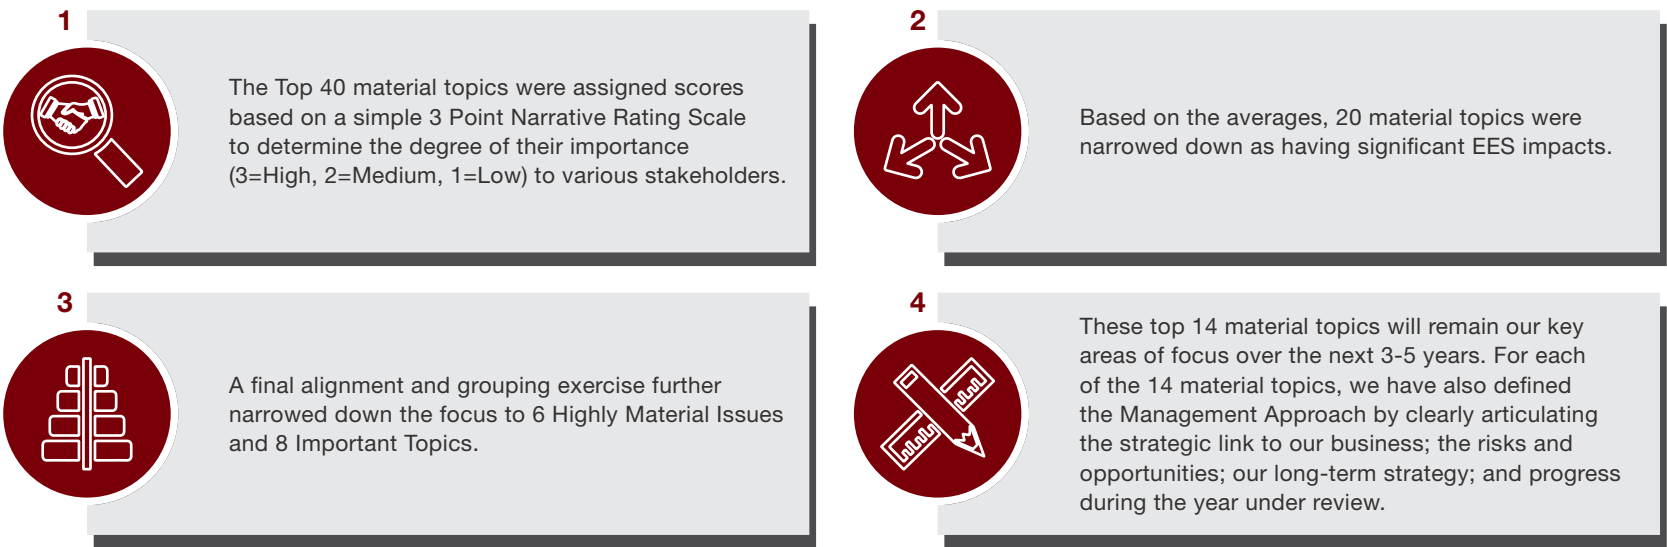 1
The Top 40 material topics were assigned scores
based on a simple 3 Point Narrative Rating Scale
to determine the degree of their importance
(3=High, 2=Medium, 1=Low) to various stakeholders.
2
Based on the averages, 20 material topics were
narrowed down as having significant EES impacts.
3
A final alignment and grouping exercise further
narrowed down the focus to 6 Highly Material Issues
and 8 Important Topics.
4
These top 14 material topics will remain our key
areas of focus over the next 3-5 years. For each
of the 14 material topics, we have also defined
the Management Approach by clearly articulating
the strategic link to our business; the risks and
opportunities; our long-term strategy; and progress
during the year under review.